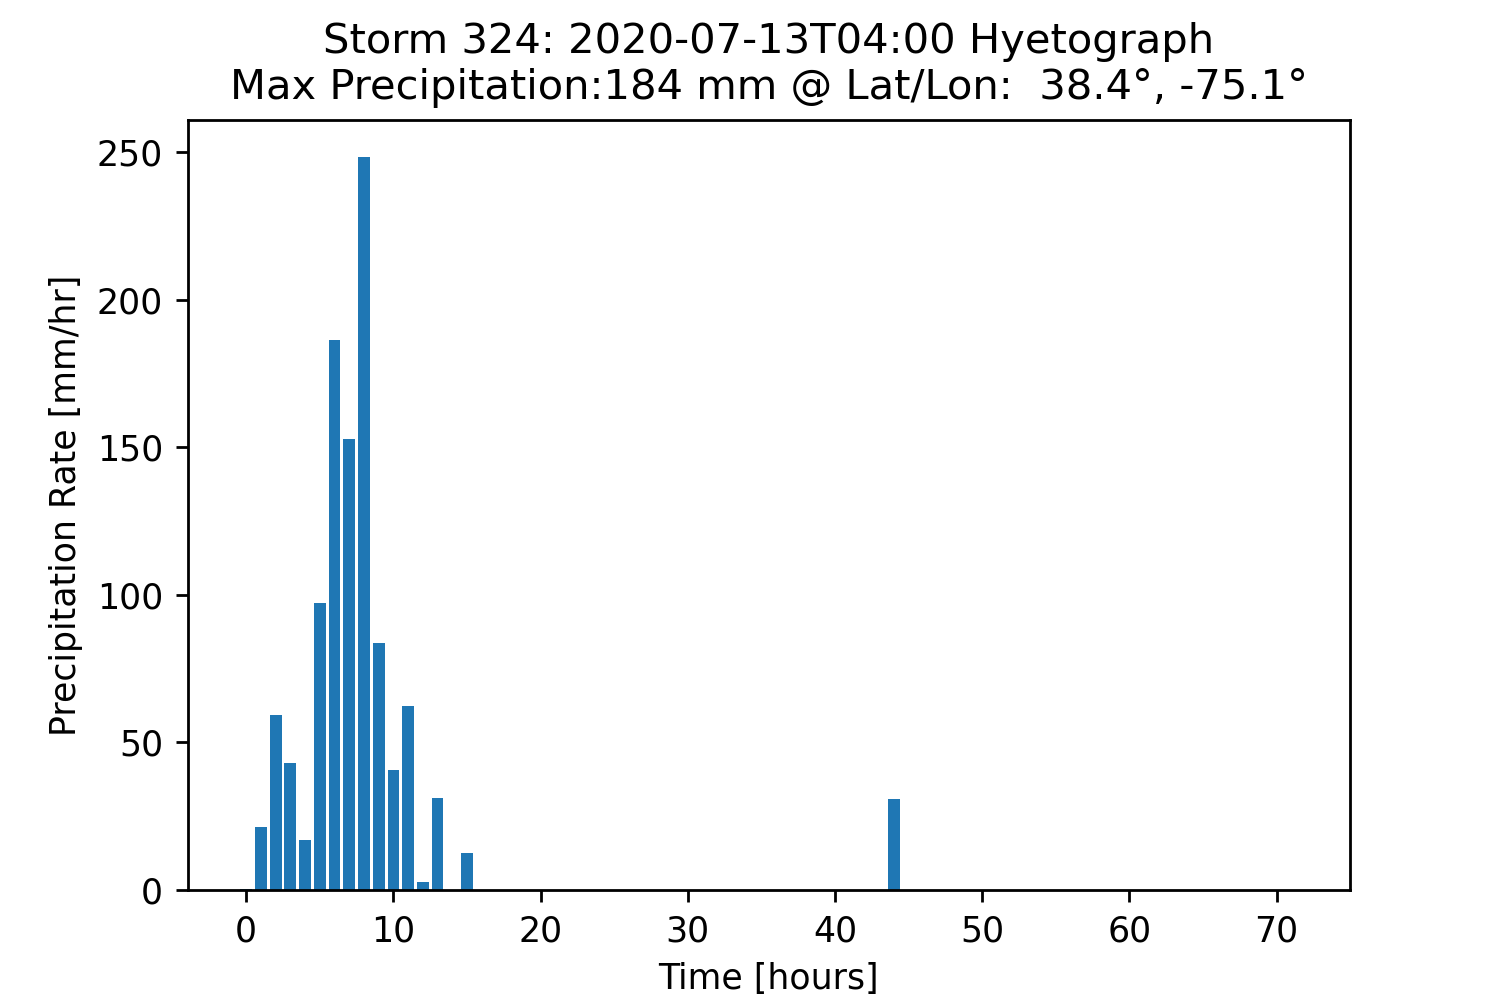 Storm 324: 2020-07-13T04:00 Hyetograph
Max Precipitation:184 mm @ Lat/Lon:  38.4°, -75.1°
250
200
150
100
50
0
Precipitation Rate [mm/hr]
0 10 20 30 40 50 60 70
Time [hours]